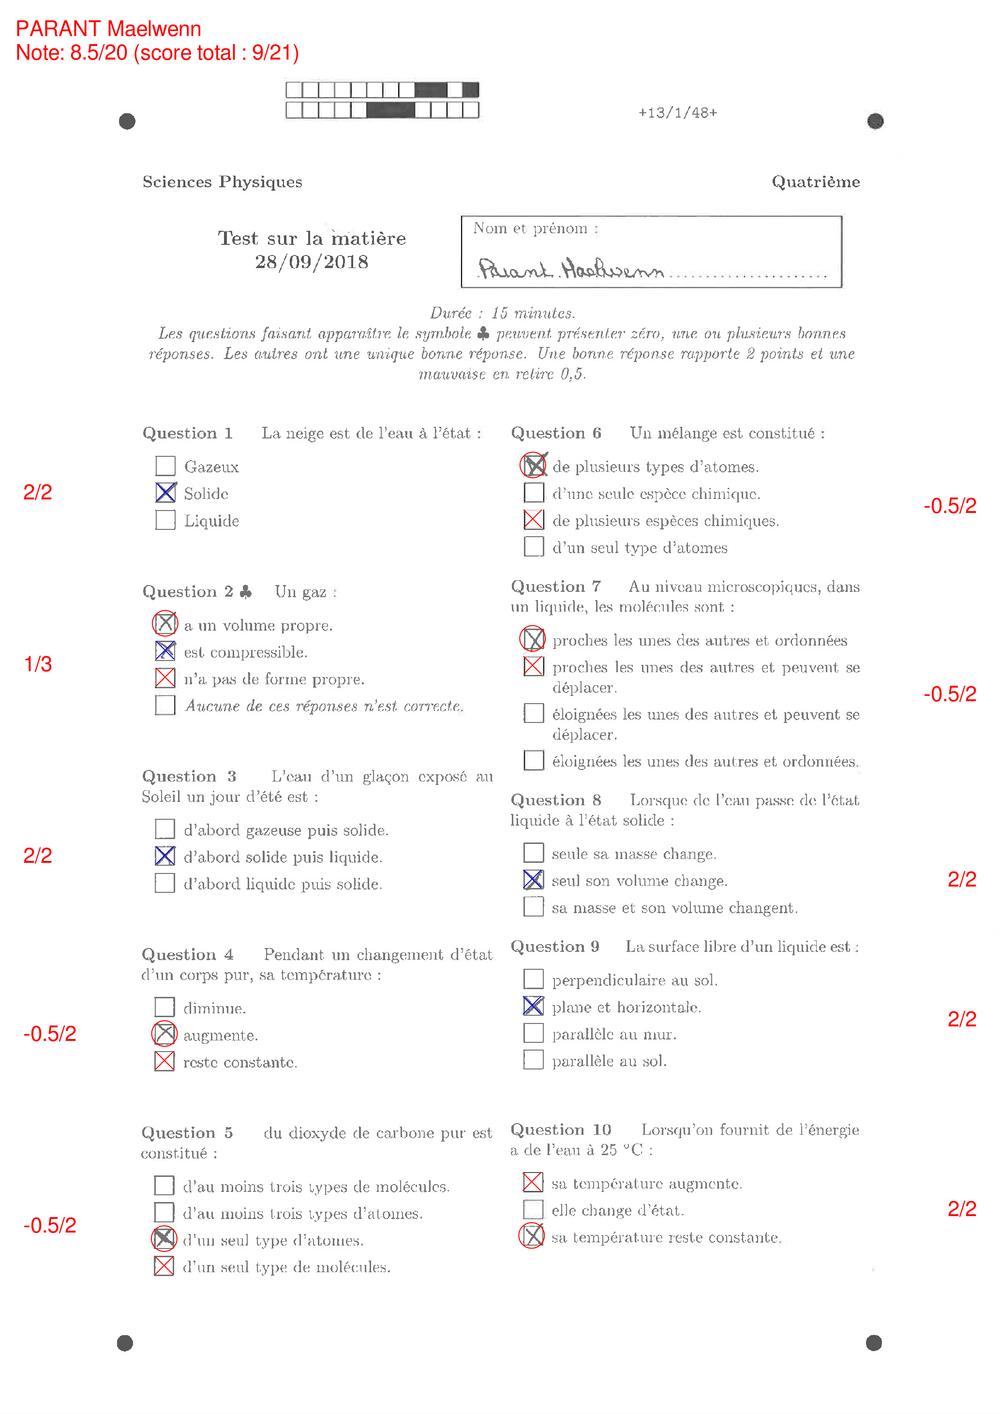 PARANT Maelwenn
Note: 8.5/20 (score total : 9/21)
+13/1/48+
Sciences Physiques
Quatrième
Test sur la matière
28/09/2018
Nom et prénom :
Parant Maelwenn
Durée : 15 minutes.
Les questions faisant apparaître le symbole ♣ peuvent présenter zéro, une ou plusieurs bonnes
réponses. Les autres ont une unique bonne réponse. Une bonne réponse rapporte 2 points et une
mauvaise en retire 0,5.
Question 1 La neige est de l'eau à l'état :
Gazeux
2/2
Solide
Liquide
Question 2 ♣ Un gaz :
a un volume propre.
est compressible.
1/3
n'a pas de forme propre.
Aucune de ces réponses n'est correcte.
Question 3 L'eau d'un glaçon exposé au
Soleil un jour d'été est :
d'abord gazeuse puis solide.
2/2
d'abord solide puis liquide.
d'abord liquide puis solide.
Question 4 Pendant un changement d'état
d'un corps pur, sa température :
diminue.
-0.5/2
augmente.
reste constante.
Question 5 du dioxyde de carbone pur est
constitué :
d'au moins trois types de molécules.
d'au moins trois types d'atomes.
-0.5/2
d'un seul type d'atomes.
d'un seul type de molécules.
Question 6 Un mélange est constitué :
de plusieurs types d'atomes.
d'une seule espèce chimique.
-0.5/2
de plusieurs espèces chimiques.
d'un seul type d'atomes
Question 7 Au niveau microscopiques, dans
un liquide, les molécules sont :
proches les unes des autres et ordonnées
proches les unes des autres et peuvent se
déplacer.
-0.5/2
éloignées les unes des autres et peuvent se
déplacer.
éloignées les unes des autres et ordonnées.
Question 8 Lorsque de l'eau passe de l'état
liquide à l'état solide :
seule sa masse change.
seul son volume change.
2/2
sa masse et son volume changent.
Question 9 La surface libre d'un liquide est :
perpendiculaire au sol.
plane et horizontale.
2/2
parallèle au mur.
parallèle au sol.
Question 10 Lorsqu'on fournit de l'énergie
a de l'eau à 25 °C :
sa température augmente.
elle change d'état.
2/2
sa température reste constante.